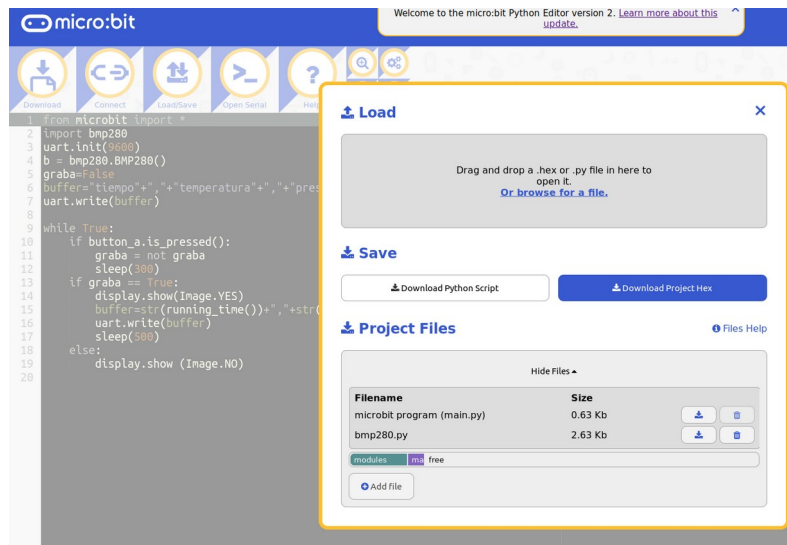 micro:bit
Welcome to the micro:bit Python Editor version 2. Learn more about this
update.
Download
Connect
Load/Save
Open Serial
Help
1 from microbit import *
2 import bmp280
3 uart.init(9600)
4 b = bmp280.BMP280()
5 graba=False
6 buffer="tiempo"+","+"temperatura"+","+"pres
7 uart.write(buffer)
8
9 while True:
10 if button_a.is_pressed():
11 graba = not graba
12 sleep(300)
13 if graba == True:
14 display.show(Image.YES)
15 buffer=str(running_time())+","+str(
16 uart.write(buffer)
17 sleep(500)
18 else:
19 display.show (Image.NO)
20
Load
Drag and drop a .hex or .py file in here to
open it.
Or browse for a file.
Save
Download Python Script
Download Project Hex
Project Files
Files Help
Hide Files
Filename Size
microbit program (main.py) 0.63 Kb
bmp280.py 2.63 Kb
modules ma free
Add file